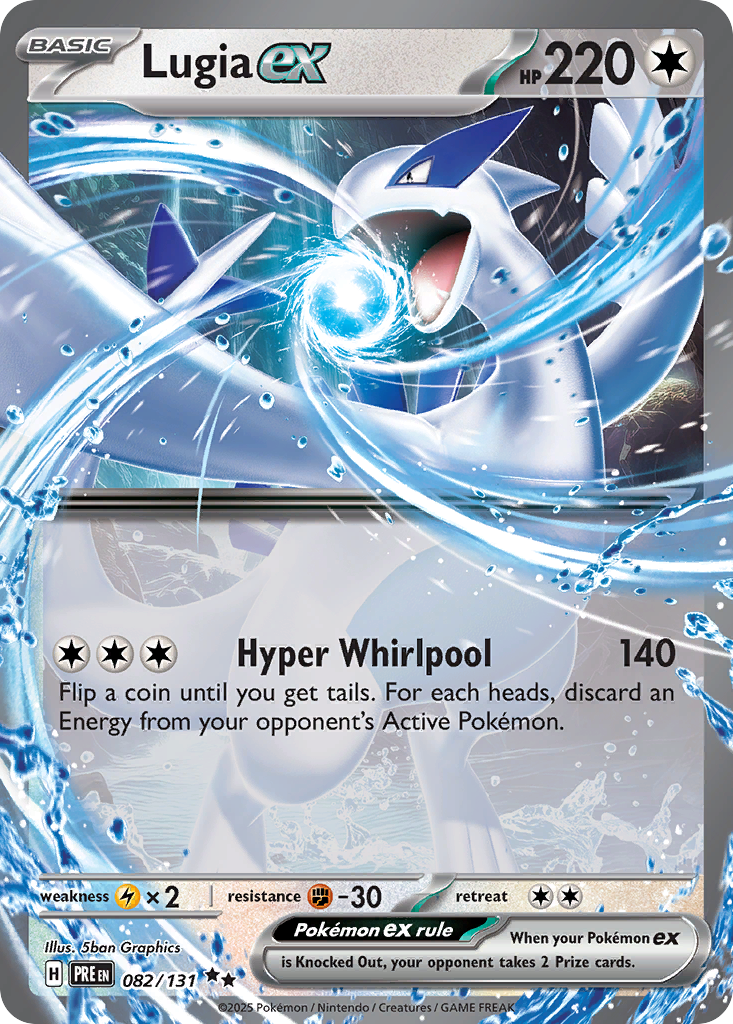 BASIC Lugia ex HP 220
Hyper Whirlpool 140
Flip a coin until you get tails. For each heads, discard an
Energy from your opponent's Active Pokémon.
weakness ×2 resistance -30 retreat
Pokémon ex rule When your Pokémon ex
is Knocked Out, your opponent takes 2 Prize cards.
Illus. 5ban Graphics
H PRE EN 082/131
©2025 Pokémon / Nintendo / Creatures / GAME FREAK